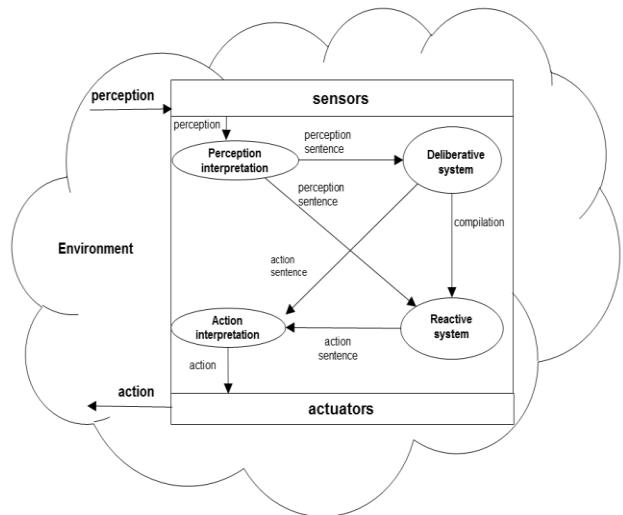 sensors
perception
perception
perception
sentence
Perception
interpretation
Deliberative
system
perception
sentence
compilation
Environment
action
sentence
Action
interpretation
Reactive
system
action
sentence
action
action
actuators